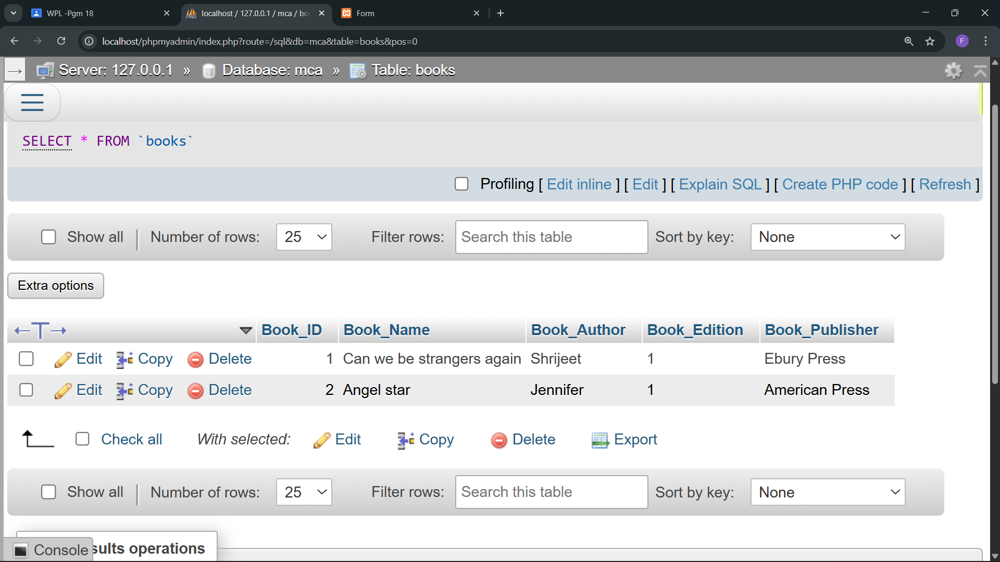 WPL -Pgm 18
localhost / 127.0.0.1 / mca / boo
Form
localhost/phpmyadmin/index.php?route=/sql&db=mca&table=books&pos=0
F
Server: 127.0.0.1 » Database: mca » Table: books
SELECT * FROM `books`
Profiling [ Edit inline ] [ Edit ] [ Explain SQL ] [ Create PHP code ] [ Refresh ]
Show all Number of rows: 25 Filter rows: Search this table Sort by key: None
Extra options
←T→ Book_ID Book_Name Book_Author Book_Edition Book_Publisher
Edit Copy Delete 1 Can we be strangers again Shrijeet 1 Ebury Press
Edit Copy Delete 2 Angel star Jennifer 1 American Press
Check all With selected: Edit Copy Delete Export
Show all Number of rows: 25 Filter rows: Search this table Sort by key: None
Console sults operations